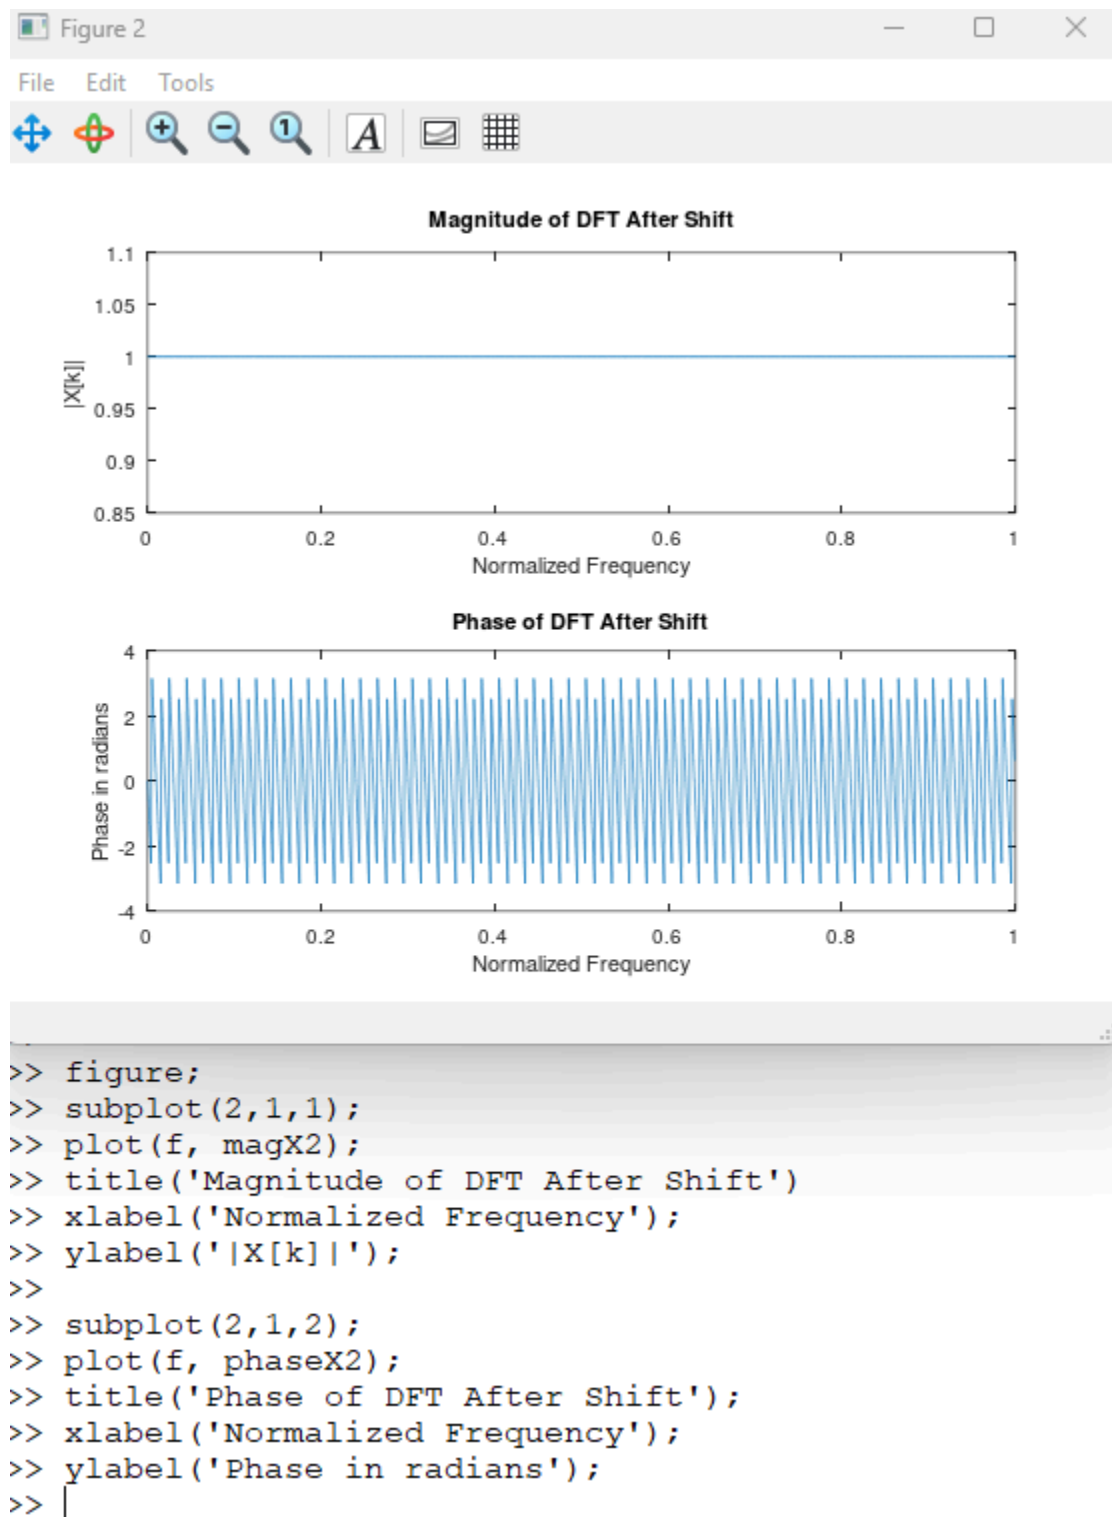 Figure 2
File Edit Tools
1 A
Magnitude of DFT After Shift
1.1
1.05
1
0.95
0.9
0.85
|X[k]|
0 0.2 0.4 0.6 0.8 1
Normalized Frequency
Phase of DFT After Shift
4
2
0
-2
-4
Phase in radians
0 0.2 0.4 0.6 0.8 1
Normalized Frequency
>> figure;
>> subplot(2,1,1);
>> plot(f, magX2);
>> title('Magnitude of DFT After Shift')
>> xlabel('Normalized Frequency');
>> ylabel('|X[k]|');
>>
>> subplot(2,1,2);
>> plot(f, phaseX2);
>> title('Phase of DFT After Shift');
>> xlabel('Normalized Frequency');
>> ylabel('Phase in radians');
>>